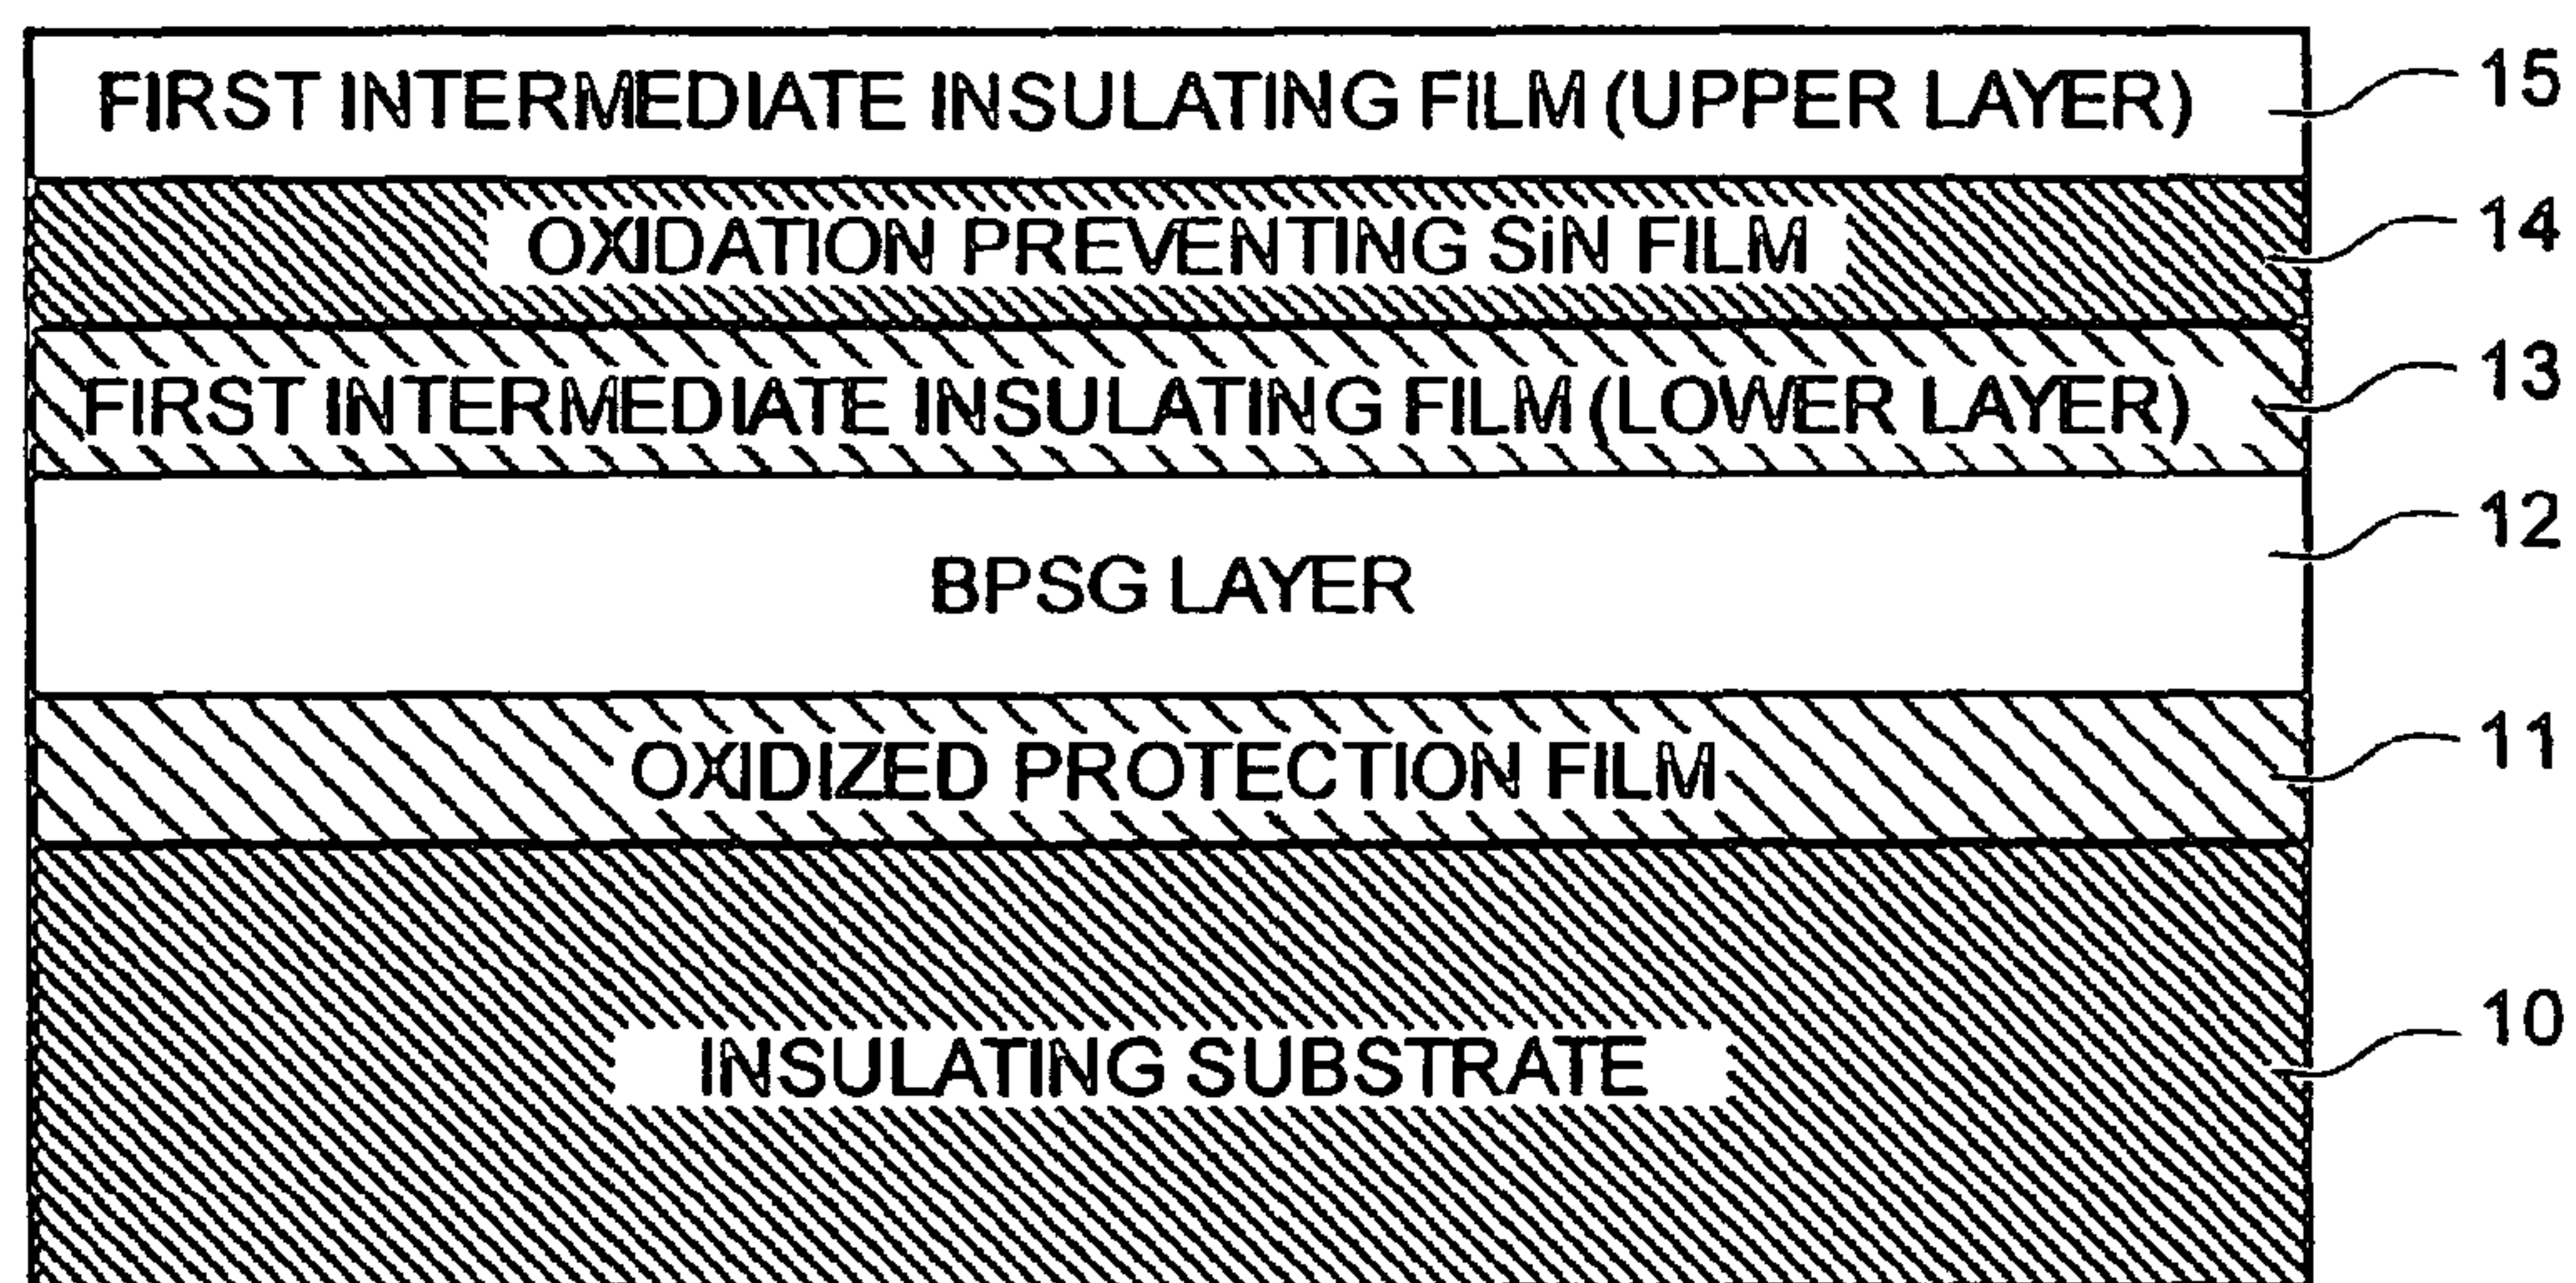 FIRST INTERMEDIATE INSULATING FILM (UPPER LAYER) 15
OXIDATION PREVENTING SiN FILM 14
FIRST INTERMEDIATE INSULATING FILM (LOWER LAYER) 13
BPSG LAYER 12
OXIDIZED PROTECTION FILM 11
INSULATING SUBSTRATE 10